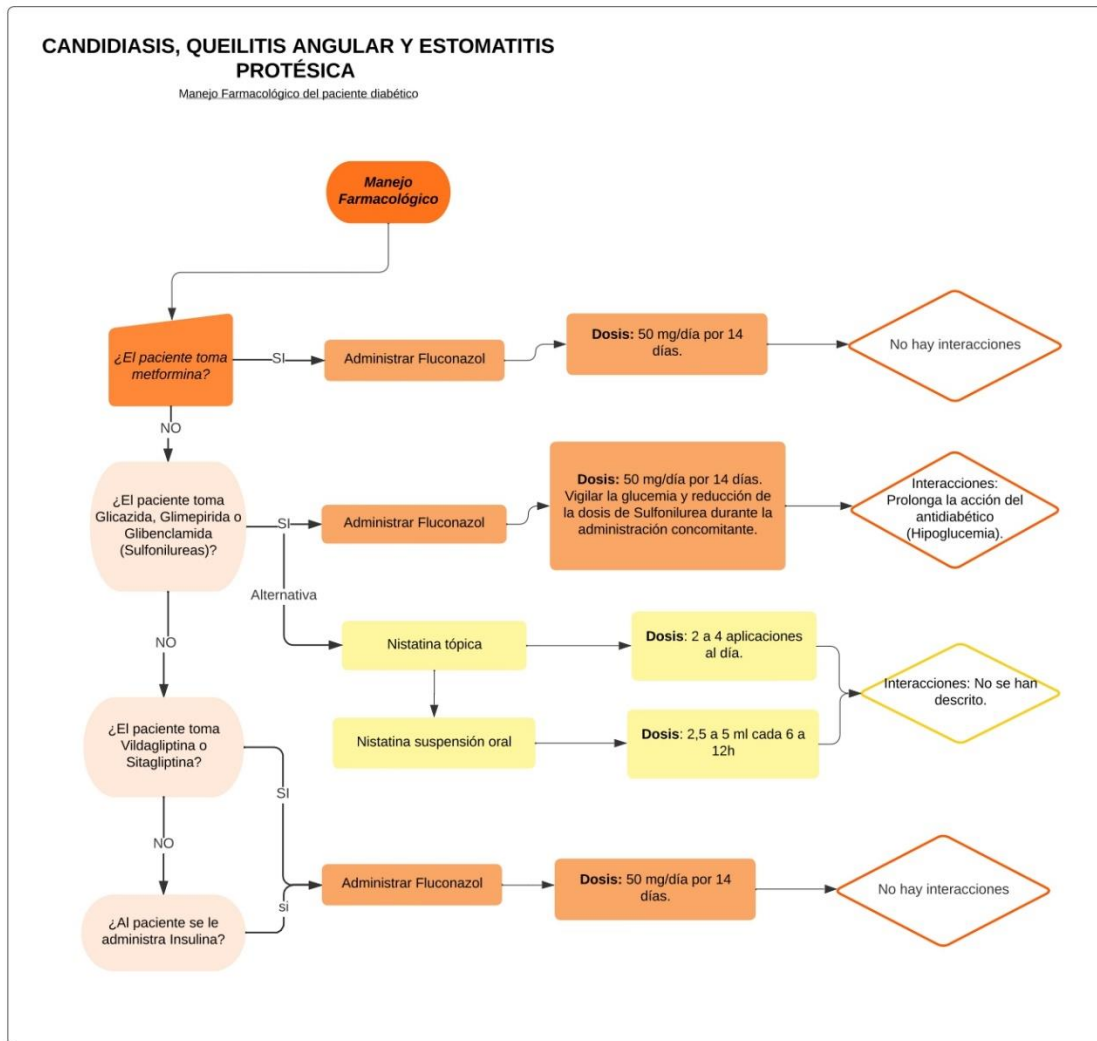 CANDIDIASIS, QUEILITIS ANGULAR Y ESTOMATITIS
PROTÉSICA
Manejo Farmacológico del paciente diabético
Manejo
Farmacológico
¿El paciente toma
metformina?
SI
Administrar Fluconazol
Dosis: 50 mg/día por 14
días.
No hay interacciones
NO
¿El paciente toma
Glicazida, Glimepirida o
Glibenclamida
(Sulfonilureas)?
SI
Administrar Fluconazol
Dosis: 50 mg/día por 14 días.
Vigilar la glucemia y reducción de
la dosis de Sulfonilurea durante la
administración concomitante.
Interacciones:
Prolonga la acción del
antidiabético
(Hipoglucemia).
Alternativa
Nistatina tópica
Dosis: 2 a 4 aplicaciones
al día.
Nistatina suspensión oral
Dosis: 2,5 a 5 ml cada 6 a
12h
Interacciones: No se han
descrito.
NO
¿El paciente toma
Vildagliptina o
Sitagliptina?
SI
NO
¿Al paciente se le
administra Insulina?
si
Administrar Fluconazol
Dosis: 50 mg/día por 14
días.
No hay interacciones